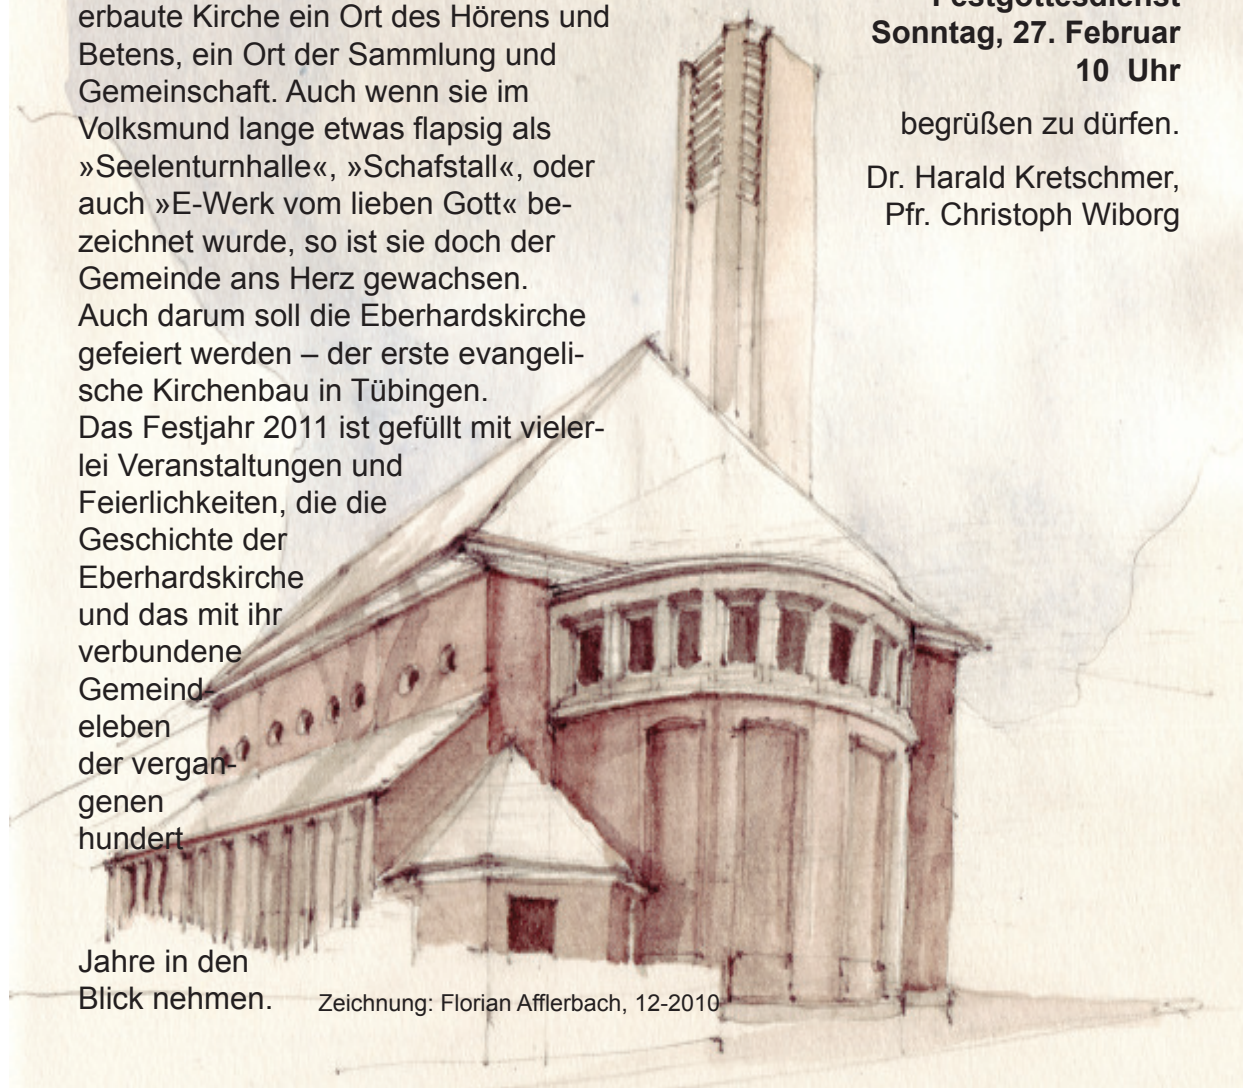 erbaute Kirche ein Ort des Hörens und
Betens, ein Ort der Sammlung und
Gemeinschaft. Auch wenn sie im
Volksmund lange etwas flapsig als
»Seelenturnhalle«, »Schafstall«, oder
auch »E-Werk vom lieben Gott« be-
zeichnet wurde, so ist sie doch der
Gemeinde ans Herz gewachsen.
Auch darum soll die Eberhardskirche
gefeiert werden – der erste evangeli-
sche Kirchenbau in Tübingen.
Das Festjahr 2011 ist gefüllt mit vieler-
lei Veranstaltungen und
Feierlichkeiten, die die
Geschichte der
Eberhardskirche
und das mit ihr
verbundene
Gemeind-
eleben
der vergan-
genen
hundert
Jahre in den
Blick nehmen.
Zeichnung: Florian Afflerbach, 12-2010
Festgottesdienst
Sonntag, 27. Februar
10 Uhr
begrüßen zu dürfen.
Dr. Harald Kretschmer,
Pfr. Christoph Wiborg